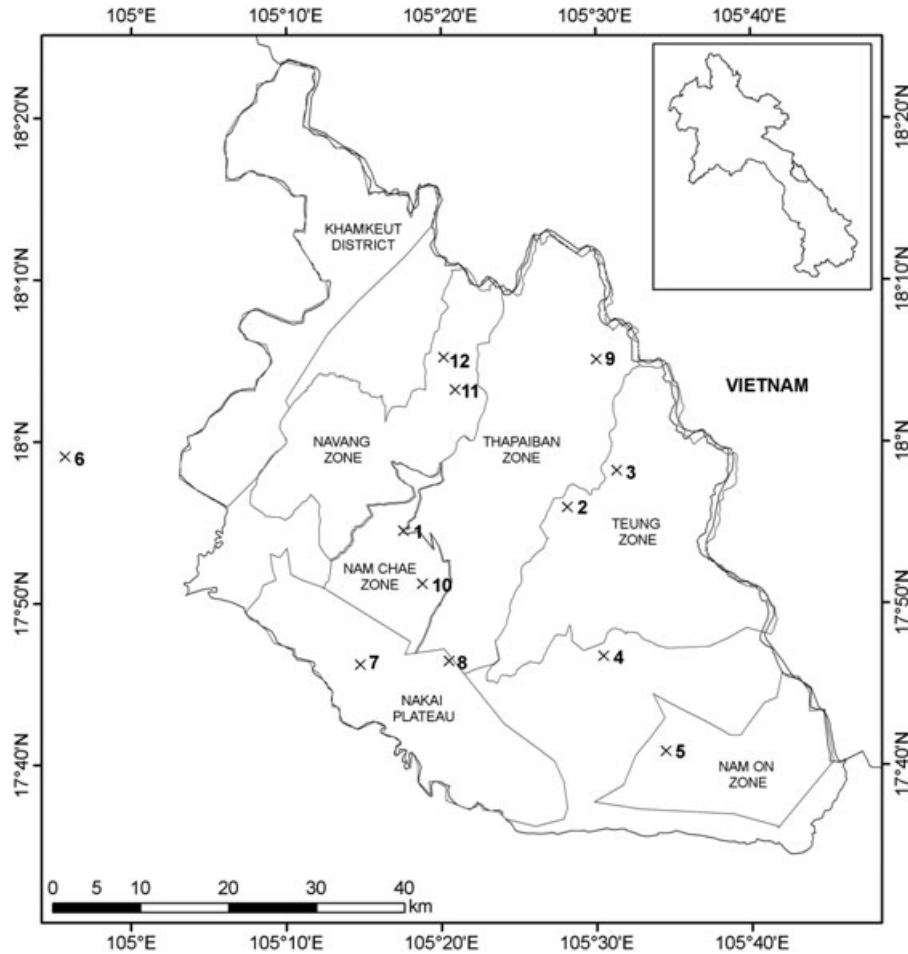 105°E 105°10'E 105°20'E 105°30'E 105°40'E
18°20'N 18°20'N
KHAMKEUT
DISTRICT
18°10'N 18°10'N
12
9
11
VIETNAM
NAVANG
ZONE
THAPAIBAN
ZONE
18°N 18°N
6
3
2
TEUNG
ZONE
1
NAM CHAE
ZONE
10
17°50'N 17°50'N
7
8
4
NAKAI
PLATEAU
5
NAM ON
ZONE
17°40'N 17°40'N
0 5 10 20 30 40
km
105°E 105°10'E 105°20'E 105°30'E 105°40'E